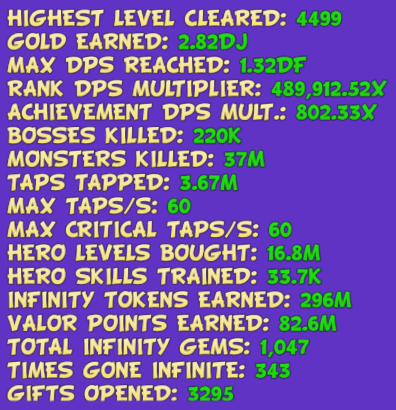 HIGHEST LEVEL CLEARED: 4499
GOLD EARNED: 2.82DJ
MAX DPS REACHED: 1.32DF
RANK DPS MULTIPLIER: 489,912.52X
ACHIEVEMENT DPS MULT.: 802.33X
BOSSES KILLED: 220K
MONSTERS KILLED: 37M
TAPS TAPPED: 3.67M
MAX TAPS/S: 60
MAX CRITICAL TAPS/S: 60
HERO LEVELS BOUGHT: 16.8M
HERO SKILLS TRAINED: 33.7K
INFINITY TOKENS EARNED: 296M
VALOR POINTS EARNED: 82.6M
TOTAL INFINITY GEMS: 1,047
TIMES GONE INFINITE: 343
GIFTS OPENED: 3295